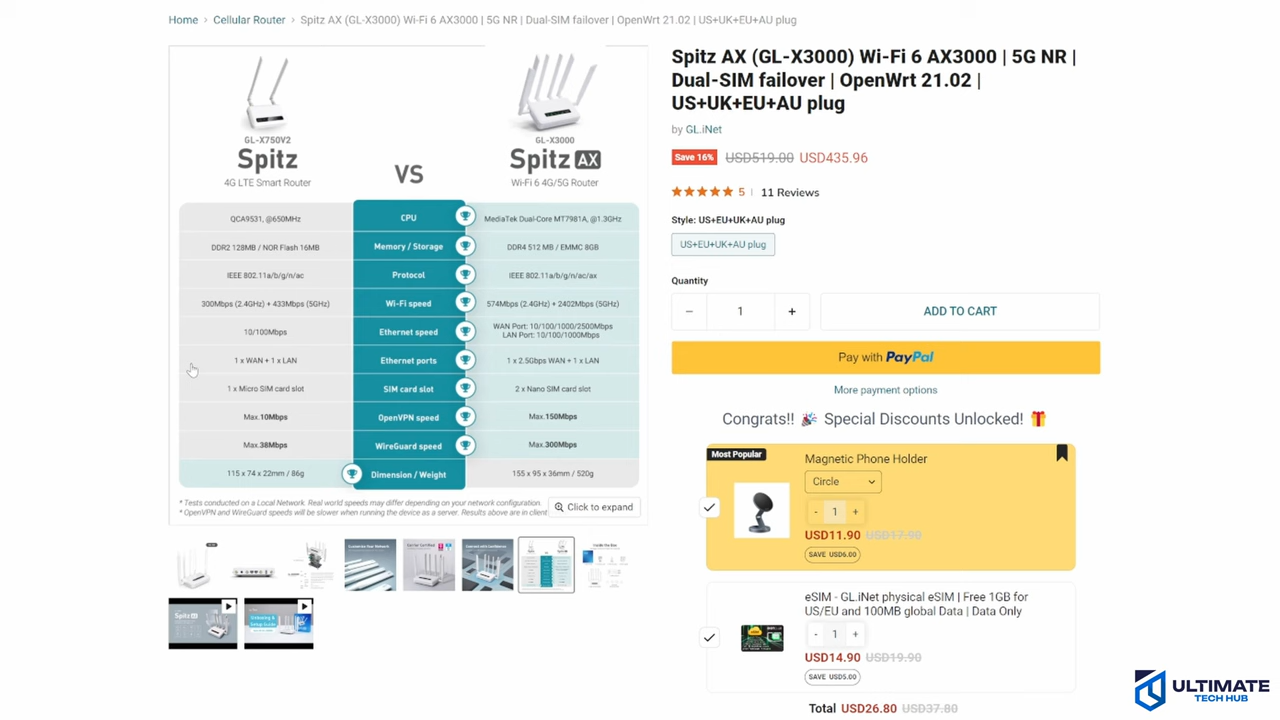 Home › Cellular Router › Spitz AX (GL-X3000) Wi-Fi 6 AX3000 | 5G NR | Dual-SIM failover | OpenWrt 21.02 | US+UK+EU+AU plug
GL-X750V2
Spitz
4G LTE Smart Router
VS
GL-X3000
Spitz AX
Wi-Fi 6 4G/5G Router
QCA9531, @650MHz CPU MediaTek Dual-Core MT7981A, @1.3GHz
DDR2 128MB / NOR Flash 16MB Memory / Storage DDR4 512 MB / EMMC 8GB
IEEE 802.11a/b/g/n/ac Protocol IEEE 802.11a/b/g/n/ac/ax
300Mbps (2.4GHz) + 433Mbps (5GHz) Wi-Fi speed 574Mbps (2.4GHz) + 2402Mbps (5GHz)
10/100Mbps Ethernet speed WAN Port: 10/100/1000/2500Mbps
LAN Port: 10/100/1000Mbps
1 x WAN + 1 x LAN Ethernet ports 1 x 2.5Gbps WAN + 1 x LAN
1 x Micro SIM card slot SIM card slot 2 x Nano SIM card slot
Max.10Mbps OpenVPN speed Max.150Mbps
Max.38Mbps WireGuard speed Max.300Mbps
115 x 74 x 22mm / 86g Dimension / Weight 155 x 95 x 36mm / 520g
* Tests conducted on a Local Network. Real world speeds may differ depending on your network configuration.
* OpenVPN and WireGuard speeds will be slower when running the device as a server. Results above are in client
Click to expand
Spitz AX (GL-X3000) Wi-Fi 6 AX3000 | 5G NR |
Dual-SIM failover | OpenWrt 21.02 |
US+UK+EU+AU plug
by GL.iNet
Save 16% USD519.00 USD435.96
5 | 11 Reviews
Style: US+EU+UK+AU plug
US+EU+UK+AU plug
Quantity
− 1 + ADD TO CART
Pay with PayPal
More payment options
Congrats!! 🎉 Special Discounts Unlocked! 🎁
Most Popular
Magnetic Phone Holder
Circle
- 1 +
USD11.90 USD17.90
SAVE USD6.00
eSIM - GL.iNet physical eSIM | Free 1GB for
US/EU and 100MB global Data | Data Only
- 1 +
USD14.90 USD19.90
SAVE USD5.00
Total USD26.80 USD37.80
ULTIMATE
TECH HUB